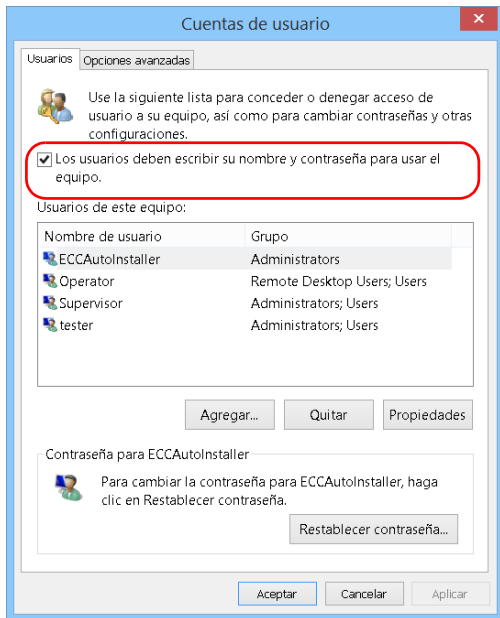 Cuentas de usuario
Usuarios Opciones avanzadas
Use la siguiente lista para conceder o denegar acceso de
usuario a su equipo, así como para cambiar contraseñas y otras
configuraciones.
Los usuarios deben escribir su nombre y contraseña para usar el
equipo.
Usuarios de este equipo:
Nombre de usuario Grupo
ECCAutoInstaller Administrators
Operator Remote Desktop Users; Users
Supervisor Administrators; Users
tester Administrators; Users
Agregar... Quitar Propiedades
Contraseña para ECCAutoInstaller
Para cambiar la contraseña para ECCAutoInstaller, haga
clic en Restablecer contraseña.
Restablecer contraseña...
Aceptar Cancelar Aplicar